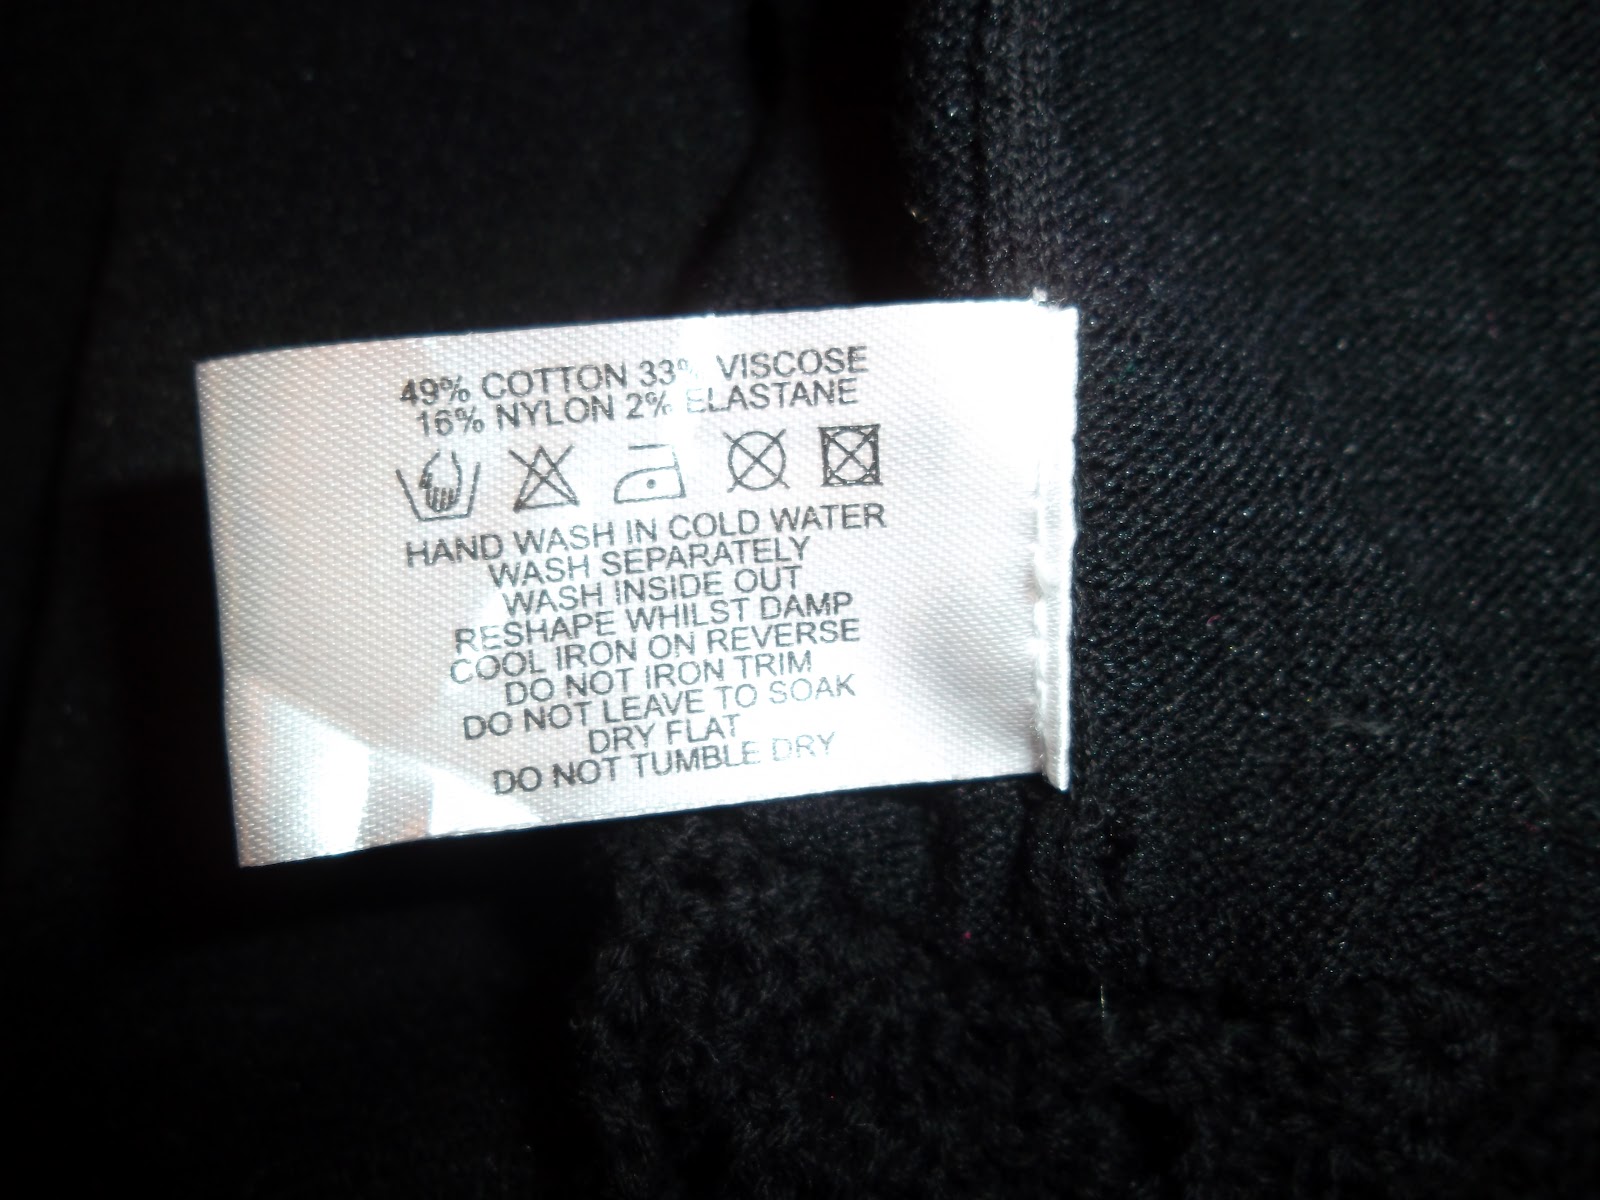 49% COTTON 33% VISCOSE
16% NYLON 2% ELASTANE
HAND WASH IN COLD WATER
WASH SEPARATELY
WASH INSIDE OUT
RESHAPE WHILST DAMP
COOL IRON ON REVERSE
DO NOT IRON TRIM
DO NOT LEAVE TO SOAK
DRY FLAT
DO NOT TUMBLE DRY